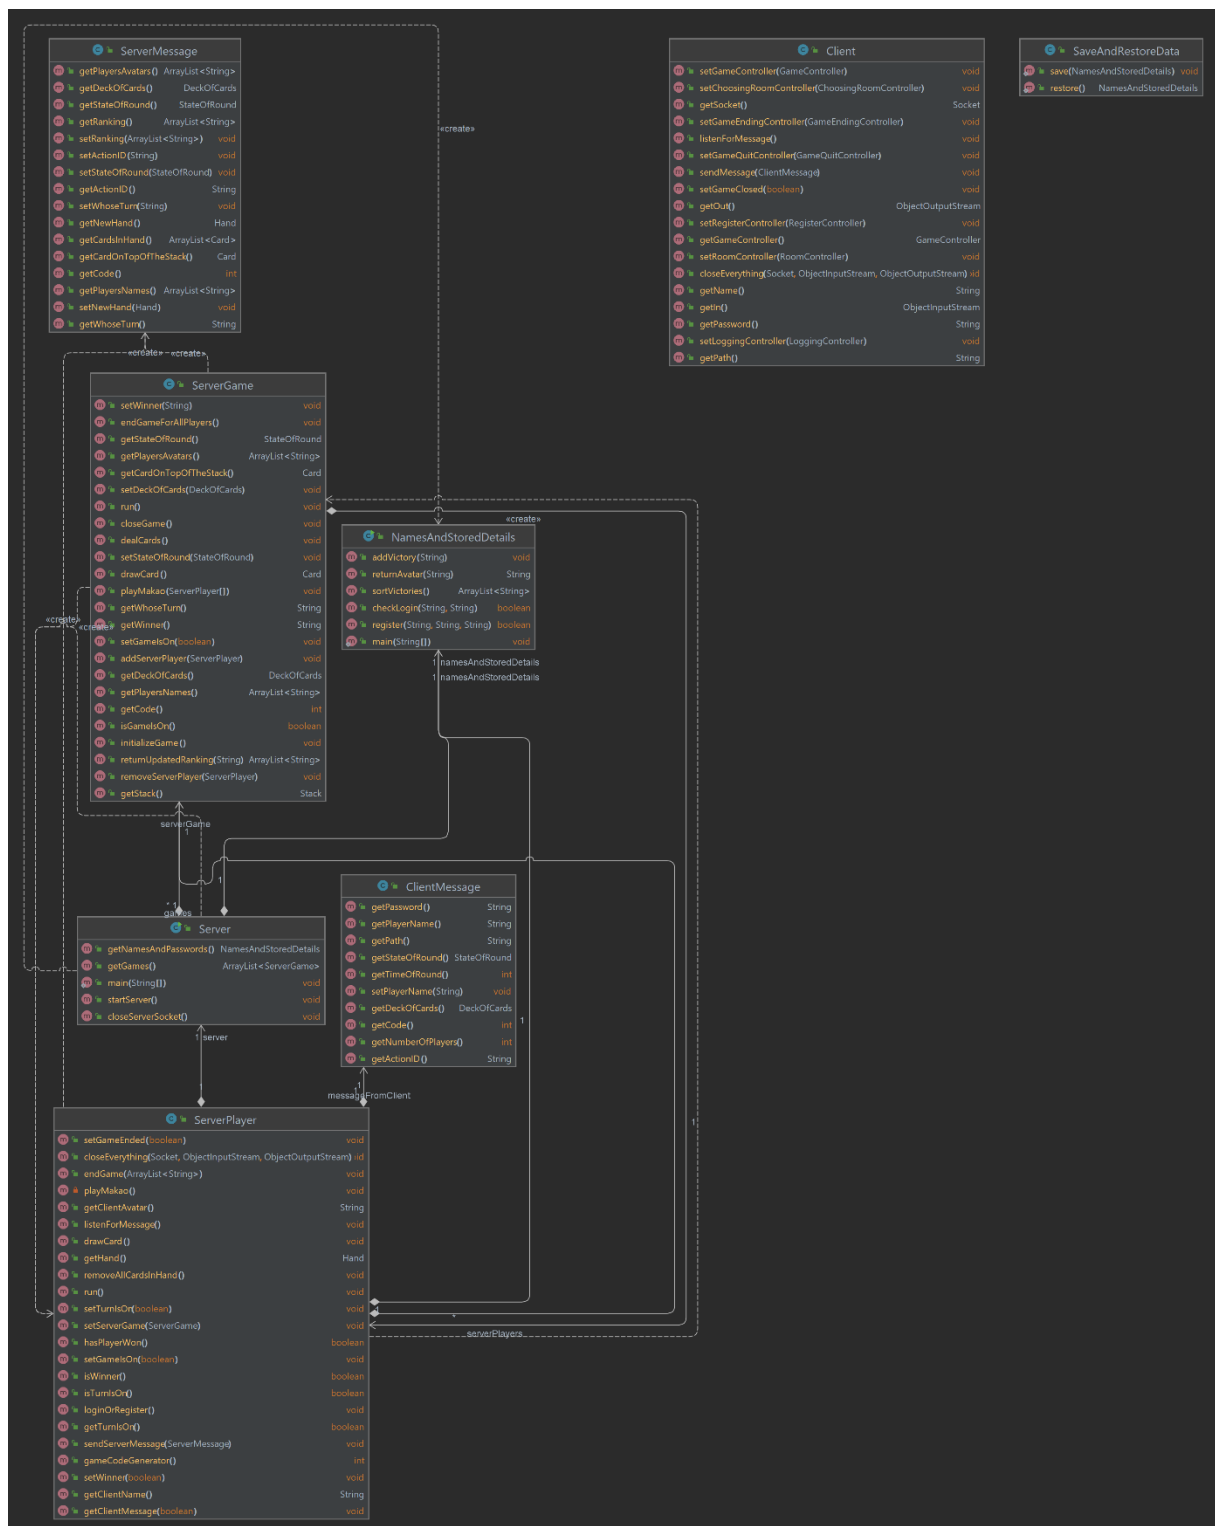 ServerMessage
getPlayersAvatars() ArrayList<String>
getDeckOfCards() DeckOfCards
getStateOfRound() StateOfRound
getRanking() ArrayList<String>
setRanking(ArrayList<String>) void
setActionID(String) void
setStateOfRound(StateOfRound) void
getActionID() String
setWhoseTurn(String) void
getNewHand() Hand
getCardsInHand() ArrayList<Card>
getCardOnTopOfTheStack() Card
getCode() int
getPlayersNames() ArrayList<String>
setNewHand(Hand) void
getWhoseTurn() String
Client
setGameController(GameController) void
setChoosingRoomController(ChoosingRoomController) void
getSocket() Socket
setGameEndingController(GameEndingController) void
listenForMessage() void
setGameQuitController(GameQuitController) void
sendMessage(ClientMessage) void
setGameClosed(boolean) void
getOut() ObjectOutputStream
setRegisterController(RegisterController) void
getGameController() GameController
setRoomController(RoomController) void
closeEverything(Socket, ObjectInputStream, ObjectOutputStream) iid
getName() String
getIn() ObjectInputStream
getPassword() String
setLoggingController(LoggingController) void
getPath() String
SaveAndRestoreData
save(NamesAndStoredDetails) void
restore() NamesAndStoredDetails
«create»
«create» «create»
ServerGame
setWinner(String) void
endGameForAllPlayers() void
getStateOfRound() StateOfRound
getPlayersAvatars() ArrayList<String>
getCardOnTopOfTheStack() Card
setDeckOfCards(DeckOfCards) void
run() void
closeGame() void
dealCards() void
setStateOfRound(StateOfRound) void
drawCard() Card
playMakao(ServerPlayer[]) void
getWhoseTurn() String
getWinner() String
setGameIsOn(boolean) void
addServerPlayer(ServerPlayer) void
getDeckOfCards() DeckOfCards
getPlayersNames() ArrayList<String>
getCode() int
isGameIsOn() boolean
initializeGame() void
returnUpdatedRanking(String) ArrayList<String>
removeServerPlayer(ServerPlayer) void
getStack() Stack
«create»
«create»
«create»
NamesAndStoredDetails
addVictory(String) void
returnAvatar(String) String
sortVictories() ArrayList<String>
checkLogin(String, String) boolean
register(String, String, String) boolean
main(String[]) void
1 namesAndStoredDetails
1 namesAndStoredDetails
serverGame
1
1
* 1
games
Server
getNamesAndPasswords() NamesAndStoredDetails
getGames() ArrayList<ServerGame>
main(String[]) void
startServer() void
closeServerSocket() void
1 server
1
ClientMessage
getPassword() String
getPlayerName() String
getPath() String
getStateOfRound() StateOfRound
getTimeOfRound() int
setPlayerName(String) void
getDeckOfCards() DeckOfCards
getCode() int
getNumberOfPlayers() int
getActionID() String
1
1
1
messageFromClient
1
ServerPlayer
setGameEnded(boolean) void
closeEverything(Socket, ObjectInputStream, ObjectOutputStream) iid
endGame(ArrayList<String>) void
playMakao() void
getClientAvatar() String
listenForMessage() void
drawCard() void
getHand() Hand
removeAllCardsInHand() void
run() void
setTurnIsOn(boolean) void
setServerGame(ServerGame) void
hasPlayerWon() boolean
setGameIsOn(boolean) void
isWinner() boolean
isTurnIsOn() boolean
loginOrRegister() void
getTurnIsOn() boolean
sendServerMessage(ServerMessage) void
gameCodeGenerator() int
setWinner(boolean) void
getClientName() String
getClientMessage(boolean) void
*
serverPlayers